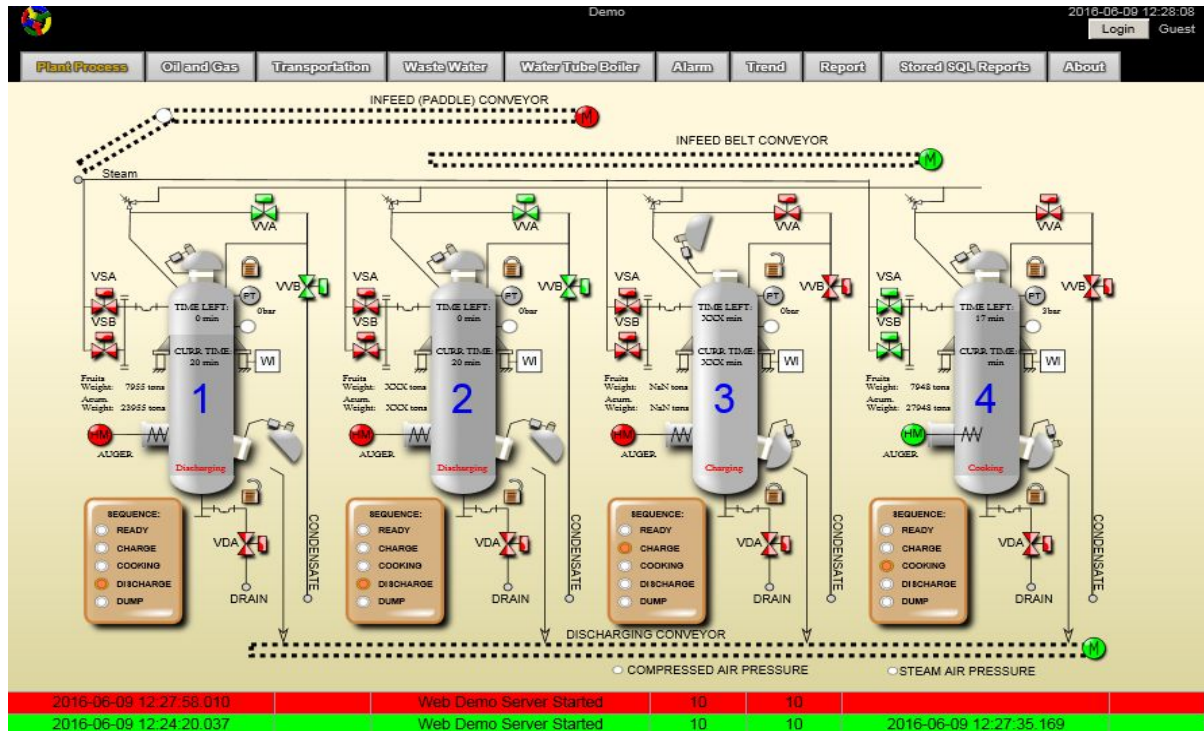 Demo
2016-06-09 12:28:08
Login Guest
Plant Process Oil and Gas Transportation Waste Water Water Tube Boiler Alarm Trend Report Stored SQL Reports About
INFEED (PADDLE) CONVEYOR
M
INFEED BELT CONVEYOR
M
Steam
VVA
VSA
VVB
PT
0bar
VSB
TIME LEFT:
0 min
CURR TIME:
20 min
WI
Fruits
Weight: 7955 tons
Acum.
Weight: 23955 tons
1
HM
AUGER
Discharging
SEQUENCE:
READY
CHARGE
COOKING
DISCHARGE
DUMP
VDA
DRAIN
CONDENSATE
VVA
VSA
VVB
PT
0bar
VSB
TIME LEFT:
0 min
CURR TIME:
20 min
WI
Fruits
Weight: XXX tons
Acum.
Weight: XXX tons
2
HM
AUGER
Discharging
SEQUENCE:
READY
CHARGE
COOKING
DISCHARGE
DUMP
VDA
DRAIN
CONDENSATE
VVA
VSA
VVB
PT
0bar
VSB
TIME LEFT:
XXX min
CURR TIME:
XXX min
WI
Fruits
Weight: NaN tons
Acum.
Weight: NaN tons
3
HM
AUGER
Charging
SEQUENCE:
READY
CHARGE
COOKING
DISCHARGE
DUMP
VDA
DRAIN
CONDENSATE
VVA
VSA
VVB
PT
3bar
VSB
TIME LEFT:
17 min
CURR TIME:
min
WI
Fruits
Weight: 7948 tons
Acum.
Weight: 27948 tons
4
HM
AUGER
Cooking
SEQUENCE:
READY
CHARGE
COOKING
DISCHARGE
DUMP
VDA
DRAIN
CONDENSATE
DISCHARGING CONVEYOR
M
COMPRESSED AIR PRESSURE
STEAM AIR PRESSURE
2016-06-09 12:27:58.010 Web Demo Server Started 10 10
2016-06-09 12:24:20.037 Web Demo Server Started 10 10 2016-06-09 12:27:35.169